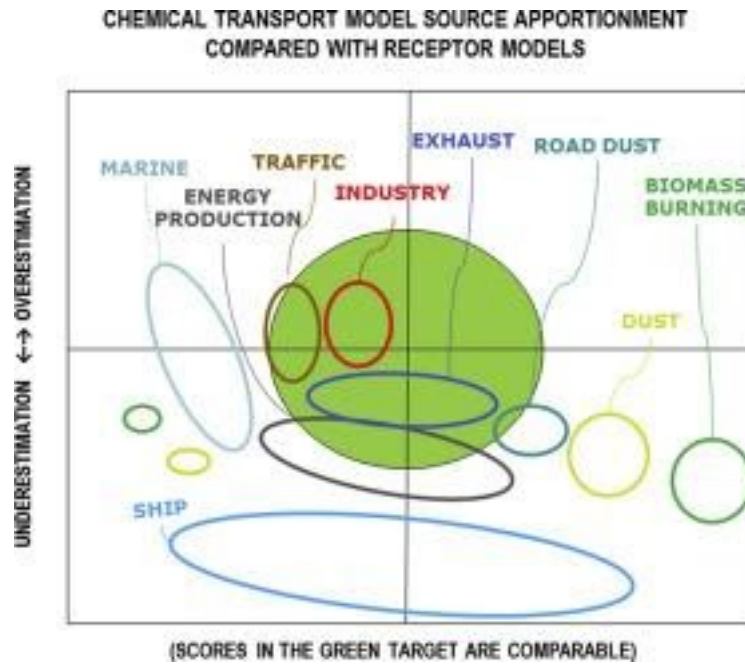 CHEMICAL TRANSPORT MODEL SOURCE APPORTIONMENT
COMPARED WITH RECEPTOR MODELS
EXHAUST
ROAD DUST
MARINE
TRAFFIC
ENERGY
PRODUCTION
INDUSTRY
BIOMASS
BURNING
DUST
SHIP
UNDERESTIMATION ←→ OVERESTIMATION
(SCORES IN THE GREEN TARGET ARE COMPARABLE)